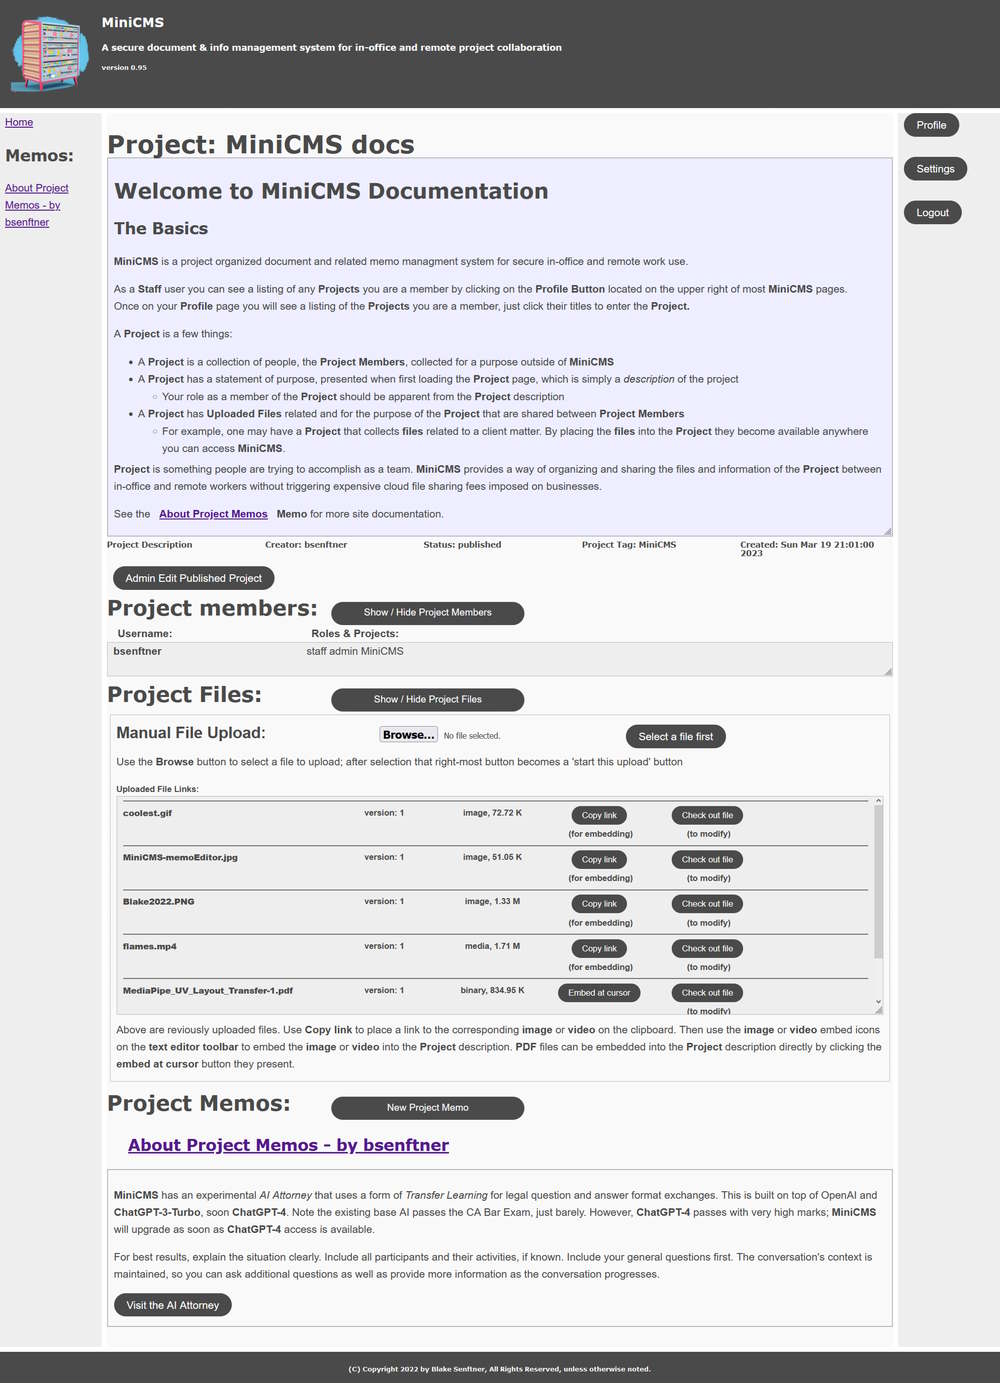 MiniCMS
A secure document & info management system for in-office and remote project collaboration
version 0.95
Home
Memos:
About Project
Memos - by
bsenftner
Profile
Settings
Logout
Project: MiniCMS docs
Welcome to MiniCMS Documentation
The Basics
MiniCMS is a project organized document and related memo managment system for secure in-office and remote work use.
As a Staff user you can see a listing of any Projects you are a member by clicking on the Profile Button located on the upper right of most MiniCMS pages.
Once on your Profile page you will see a listing of the Projects you are a member, just click their titles to enter the Project.
A Project is a few things:
• A Project is a collection of people, the Project Members, collected for a purpose outside of MiniCMS
• A Project has a statement of purpose, presented when first loading the Project page, which is simply a description of the project
◦ Your role as a member of the Project should be apparent from the Project description
• A Project has Uploaded Files related and for the purpose of the Project that are shared between Project Members
◦ For example, one may have a Project that collects files related to a client matter. By placing the files into the Project they become available anywhere
you can access MiniCMS.
Project is something people are trying to accomplish as a team. MiniCMS provides a way of organizing and sharing the files and information of the Project between
in-office and remote workers without triggering expensive cloud file sharing fees imposed on businesses.
See the About Project Memos Memo for more site documentation.
Project Description Creator: bsenftner Status: published Project Tag: MiniCMS Created: Sun Mar 19 21:01:00
2023
Admin Edit Published Project
Project members: Show / Hide Project Members
Username: Roles & Projects:
bsenftner staff admin MiniCMS
Project Files: Show / Hide Project Files
Manual File Upload: Browse... No file selected. Select a file first
Use the Browse button to select a file to upload; after selection that right-most button becomes a 'start this upload' button
Uploaded File Links:
coolest.gif version: 1 image, 72.72 K Copy link Check out file
(for embedding) (to modify)
MiniCMS-memoEditor.jpg version: 1 image, 51.05 K Copy link Check out file
(for embedding) (to modify)
Blake2022.PNG version: 1 image, 1.33 M Copy link Check out file
(for embedding) (to modify)
flames.mp4 version: 1 media, 1.71 M Copy link Check out file
(for embedding) (to modify)
MediaPipe_UV_Layout_Transfer-1.pdf version: 1 binary, 834.95 K Embed at cursor Check out file
(to modify)
Above are reviously uploaded files. Use Copy link to place a link to the corresponding image or video on the clipboard. Then use the image or video embed icons
on the text editor toolbar to embed the image or video into the Project description. PDF files can be embedded into the Project description directly by clicking the
embed at cursor button they present.
Project Memos: New Project Memo
About Project Memos - by bsenftner
MiniCMS has an experimental AI Attorney that uses a form of Transfer Learning for legal question and answer format exchanges. This is built on top of OpenAI and
ChatGPT-3-Turbo, soon ChatGPT-4. Note the existing base AI passes the CA Bar Exam, just barely. However, ChatGPT-4 passes with very high marks; MiniCMS
will upgrade as soon as ChatGPT-4 access is available.
For best results, explain the situation clearly. Include all participants and their activities, if known. Include your general questions first. The conversation's context is
maintained, so you can ask additional questions as well as provide more information as the conversation progresses.
Visit the AI Attorney
(C) Copyright 2022 by Blake Senftner, All Rights Reserved, unless otherwise noted.